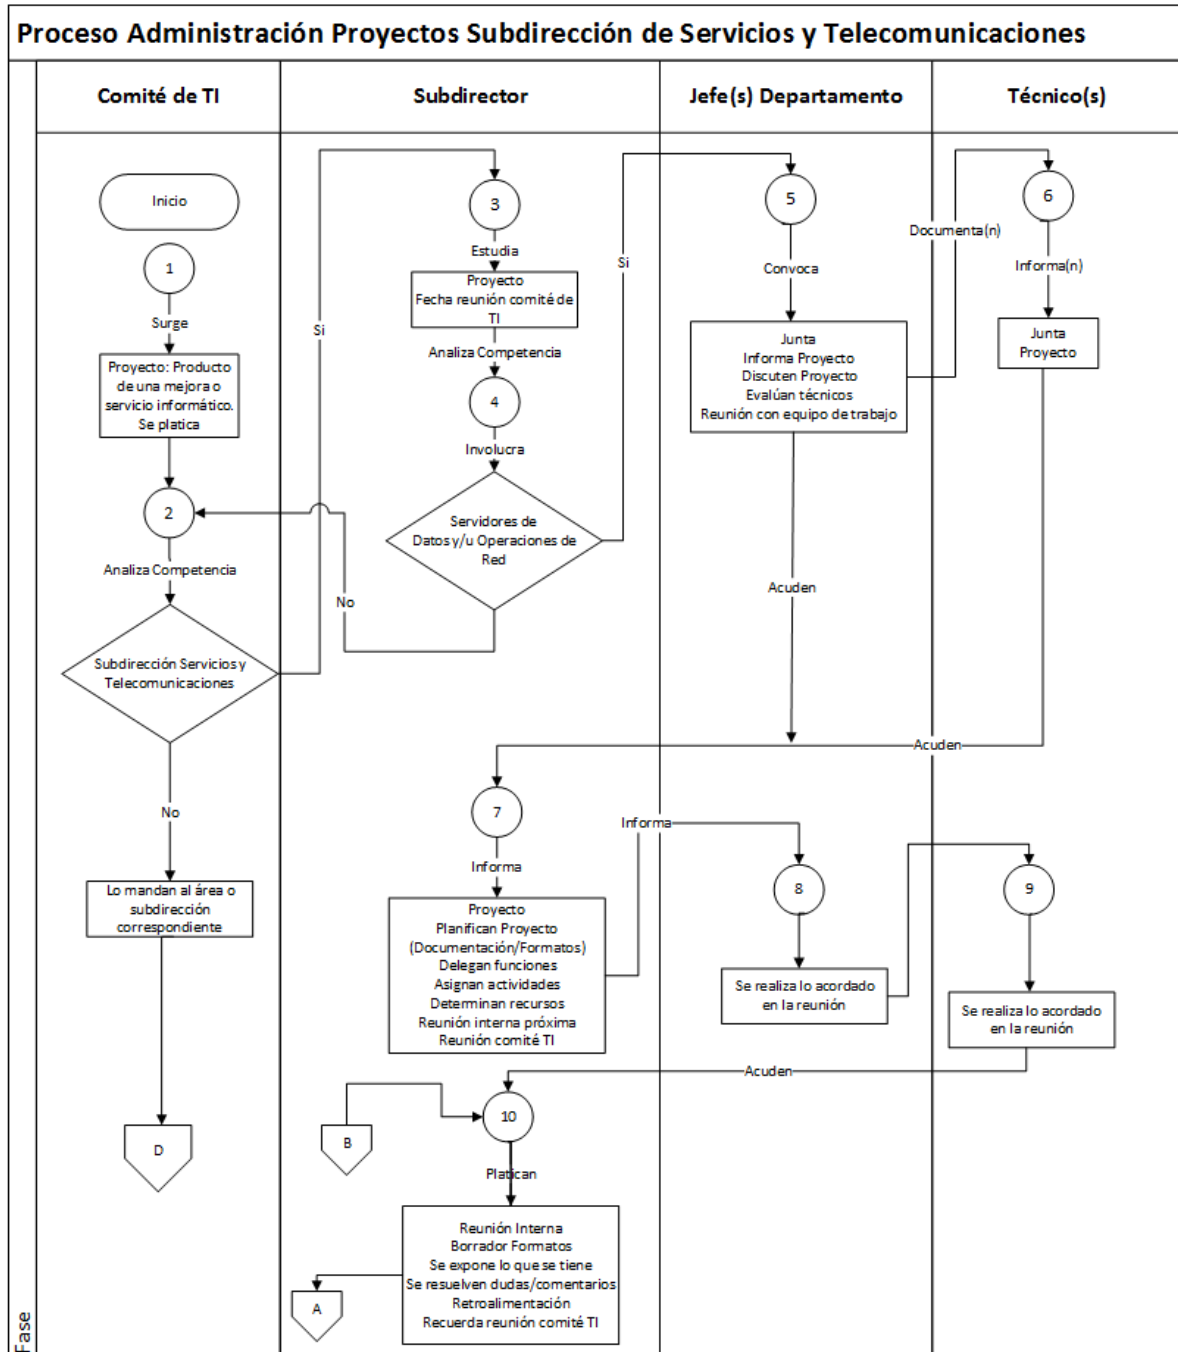 Proceso Administración Proyectos Subdirección de Servicios y Telecomunicaciones
Comité de TI
Subdirector
Jefe(s) Departamento
Técnico(s)
Fase
Inicio
1
Surge
Proyecto: Producto
de una mejora o
servicio informático.
Se platica
2
Analiza Competencia
Subdirección Servicios y
Telecomunicaciones
No
Lo mandan al área o
subdirección
correspondiente
D
Si
3
Estudia
Proyecto
Fecha reunión comité de
TI
Analiza Competencia
4
Involucra
Servidores de
Datos y/u Operaciones de
Red
No
Si
5
Convoca
Junta
Informa Proyecto
Discuten Proyecto
Evalúan técnicos
Reunión con equipo de trabajo
Acuden
Documenta(n)
6
Informa(n)
Junta
Proyecto
Acuden
7
Informa
Proyecto
Planifican Proyecto
(Documentación/Formatos)
Delegan funciones
Asignan actividades
Determinan recursos
Reunión interna próxima
Reunión comité TI
Informa
8
Se realiza lo acordado
en la reunión
9
Se realiza lo acordado
en la reunión
Acuden
B
10
Platican
Reunión Interna
Borrador Formatos
Se expone lo que se tiene
Se resuelven dudas/comentarios
Retroalimentación
Recuerda reunión comité TI
A